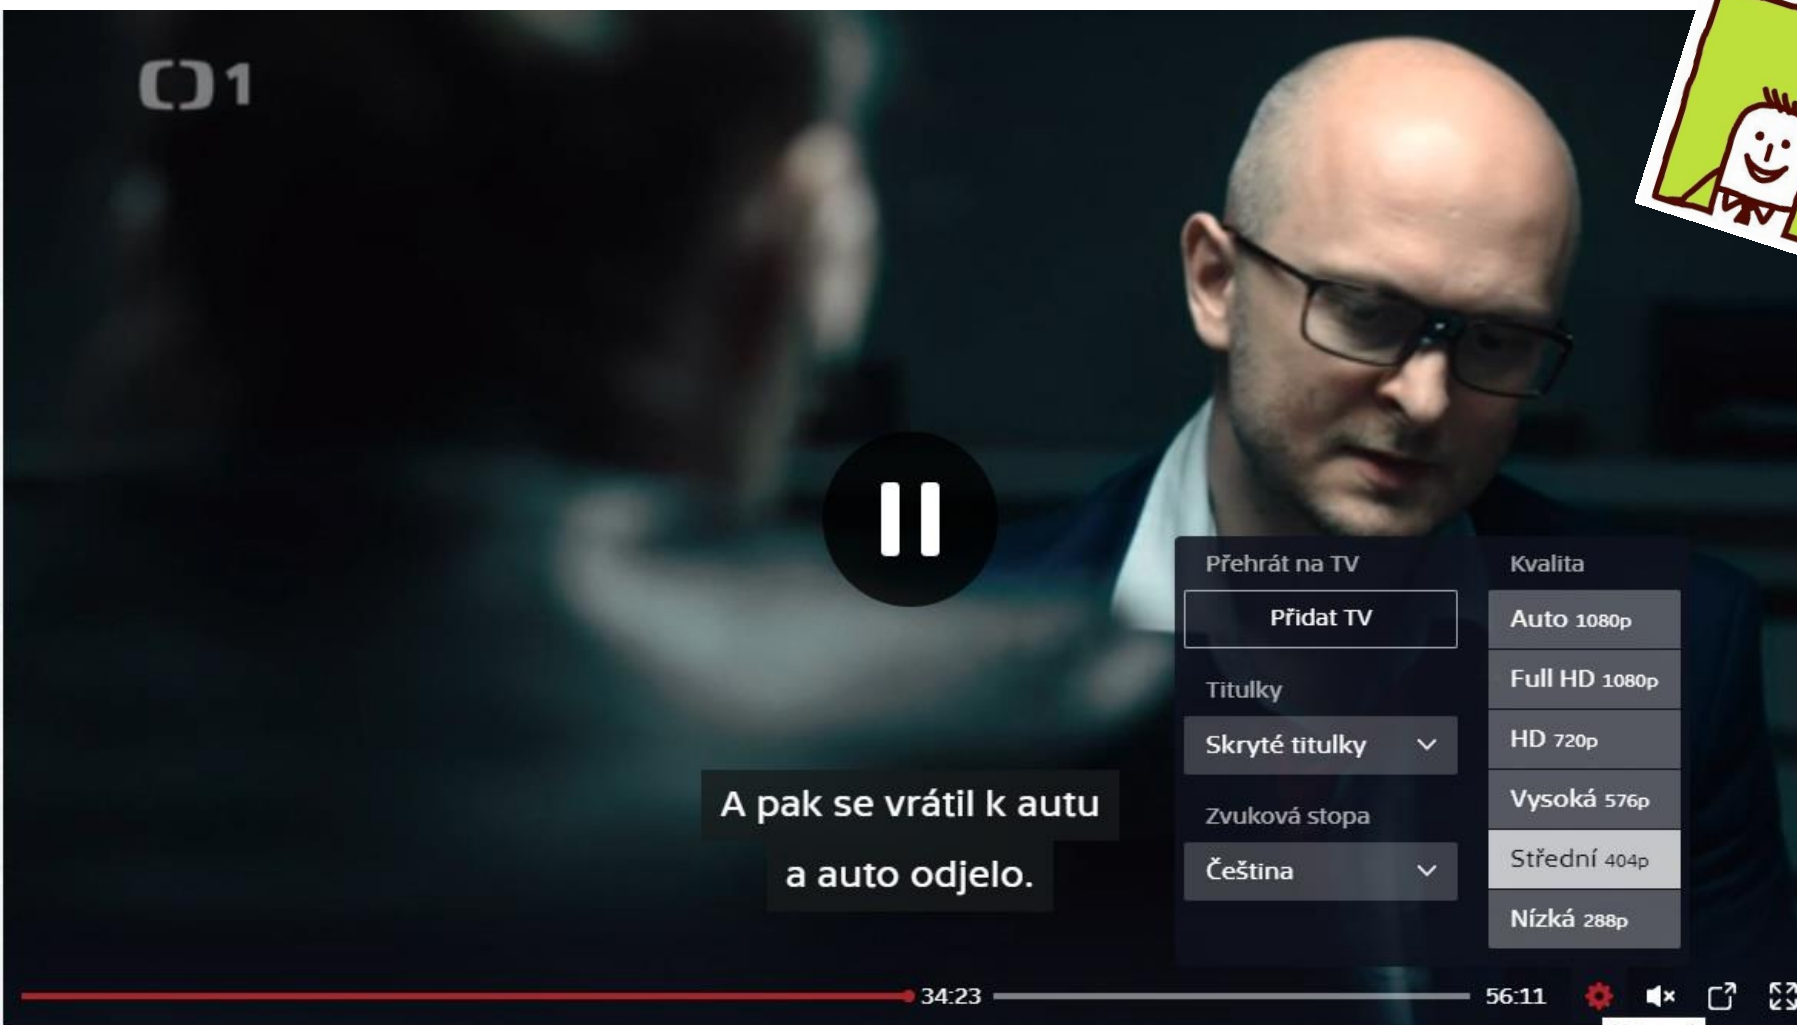 1
Přehrát na TV
Přidat TV
Titulky
Skryté titulky
Zvuková stopa
Čeština
Kvalita
Auto 1080p
Full HD 1080p
HD 720p
Vysoká 576p
Střední 404p
Nízká 288p
A pak se vrátil k autu
a auto odjelo.
34:23
56:11